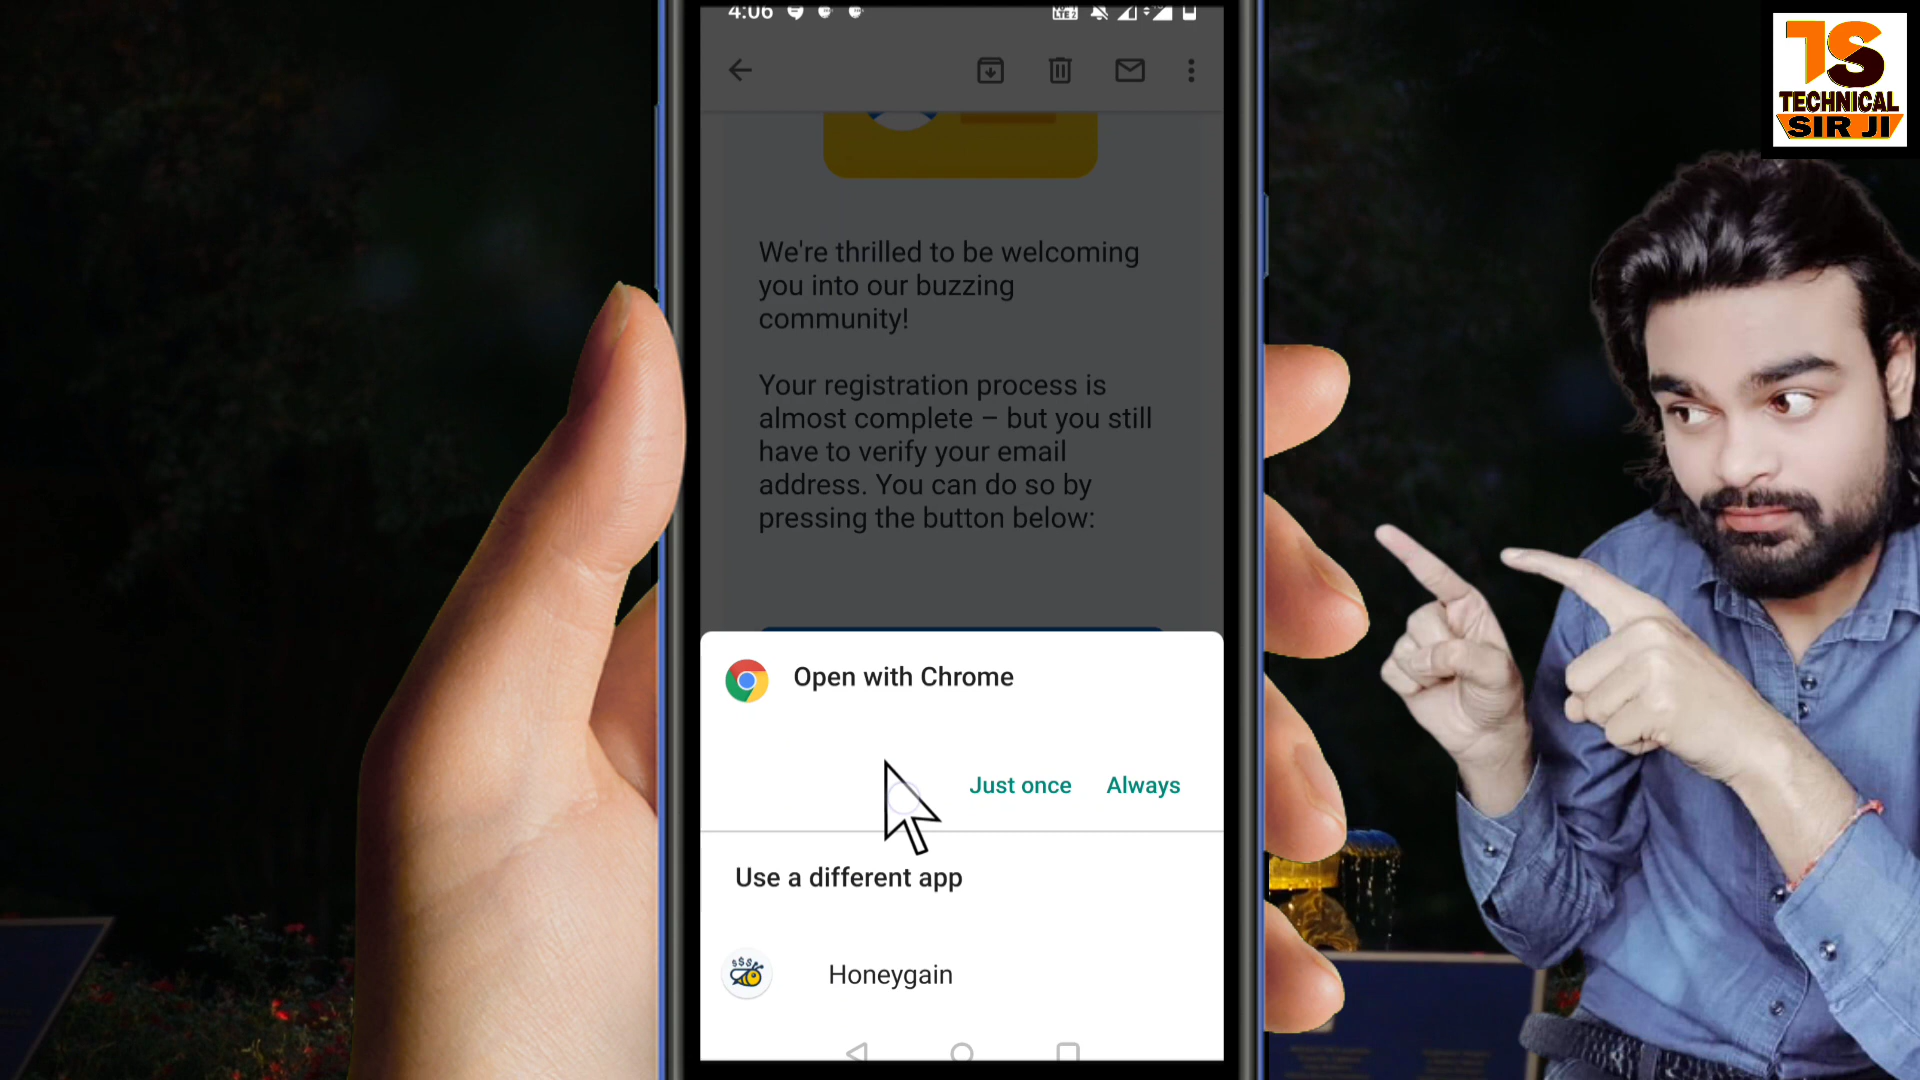 4:06
TS
TECHNICAL
SIR JI
We're thrilled to be welcoming
you into our buzzing
community!
Your registration process is
almost complete – but you still
have to verify your email
address. You can do so by
pressing the button below:
Open with Chrome
Just once Always
Use a different app
$$$
Honeygain